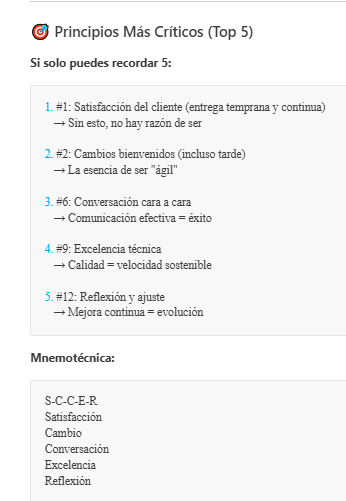 🎯 Principios Más Críticos (Top 5)
Si solo puedes recordar 5:
1. #1: Satisfacción del cliente (entrega temprana y continua)
→ Sin esto, no hay razón de ser
2. #2: Cambios bienvenidos (incluso tarde)
→ La esencia de ser "ágil"
3. #6: Conversación cara a cara
→ Comunicación efectiva = éxito
4. #9: Excelencia técnica
→ Calidad = velocidad sostenible
5. #12: Reflexión y ajuste
→ Mejora continua = evolución
Mnemotécnica:
S-C-C-E-R
Satisfacción
Cambio
Conversación
Excelencia
Reflexión